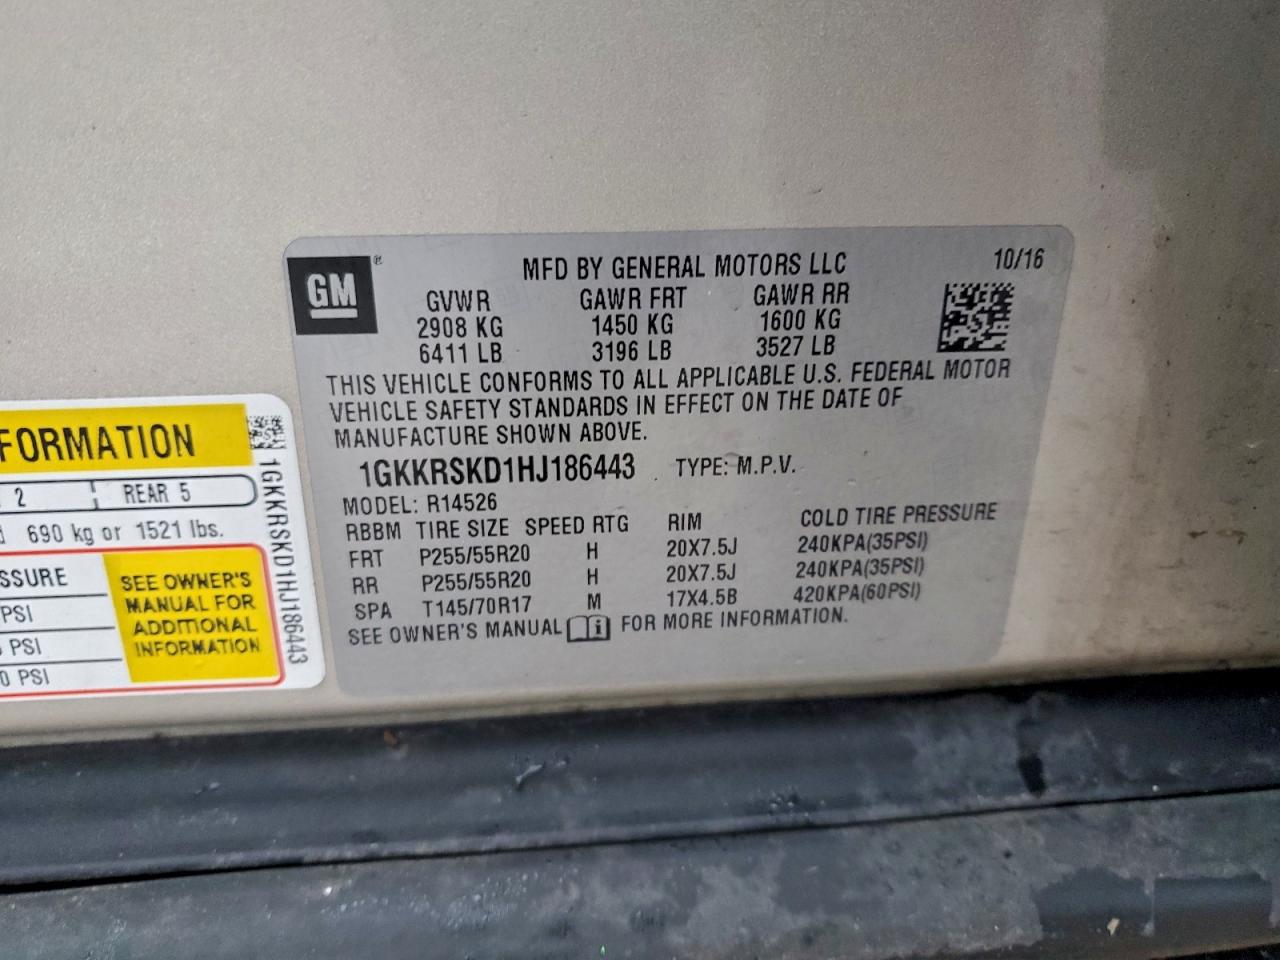 GM ®
MFD BY GENERAL MOTORS LLC
10/16
GVWR GAWR FRT GAWR RR
2908 KG 1450 KG 1600 KG
6411 LB 3196 LB 3527 LB
THIS VEHICLE CONFORMS TO ALL APPLICABLE U.S. FEDERAL MOTOR
VEHICLE SAFETY STANDARDS IN EFFECT ON THE DATE OF
MANUFACTURE SHOWN ABOVE.
1GKKRSKD1HJ186443 TYPE: M.P.V.
MODEL: R14526
RBBM TIRE SIZE SPEED RTG RIM COLD TIRE PRESSURE
FRT P255/55R20 H 20X7.5J 240KPA(35PSI)
RR P255/55R20 H 20X7.5J 240KPA(35PSI)
SPA T145/70R17 M 17X4.5B 420KPA(60PSI)
SEE OWNER'S MANUAL i FOR MORE INFORMATION.
FORMATION
2 REAR 5
690 kg or 1521 lbs.
SSURE
PSI
PSI
0 PSI
SEE OWNER'S
MANUAL FOR
ADDITIONAL
INFORMATION
1GKKRSKD1HJ186443